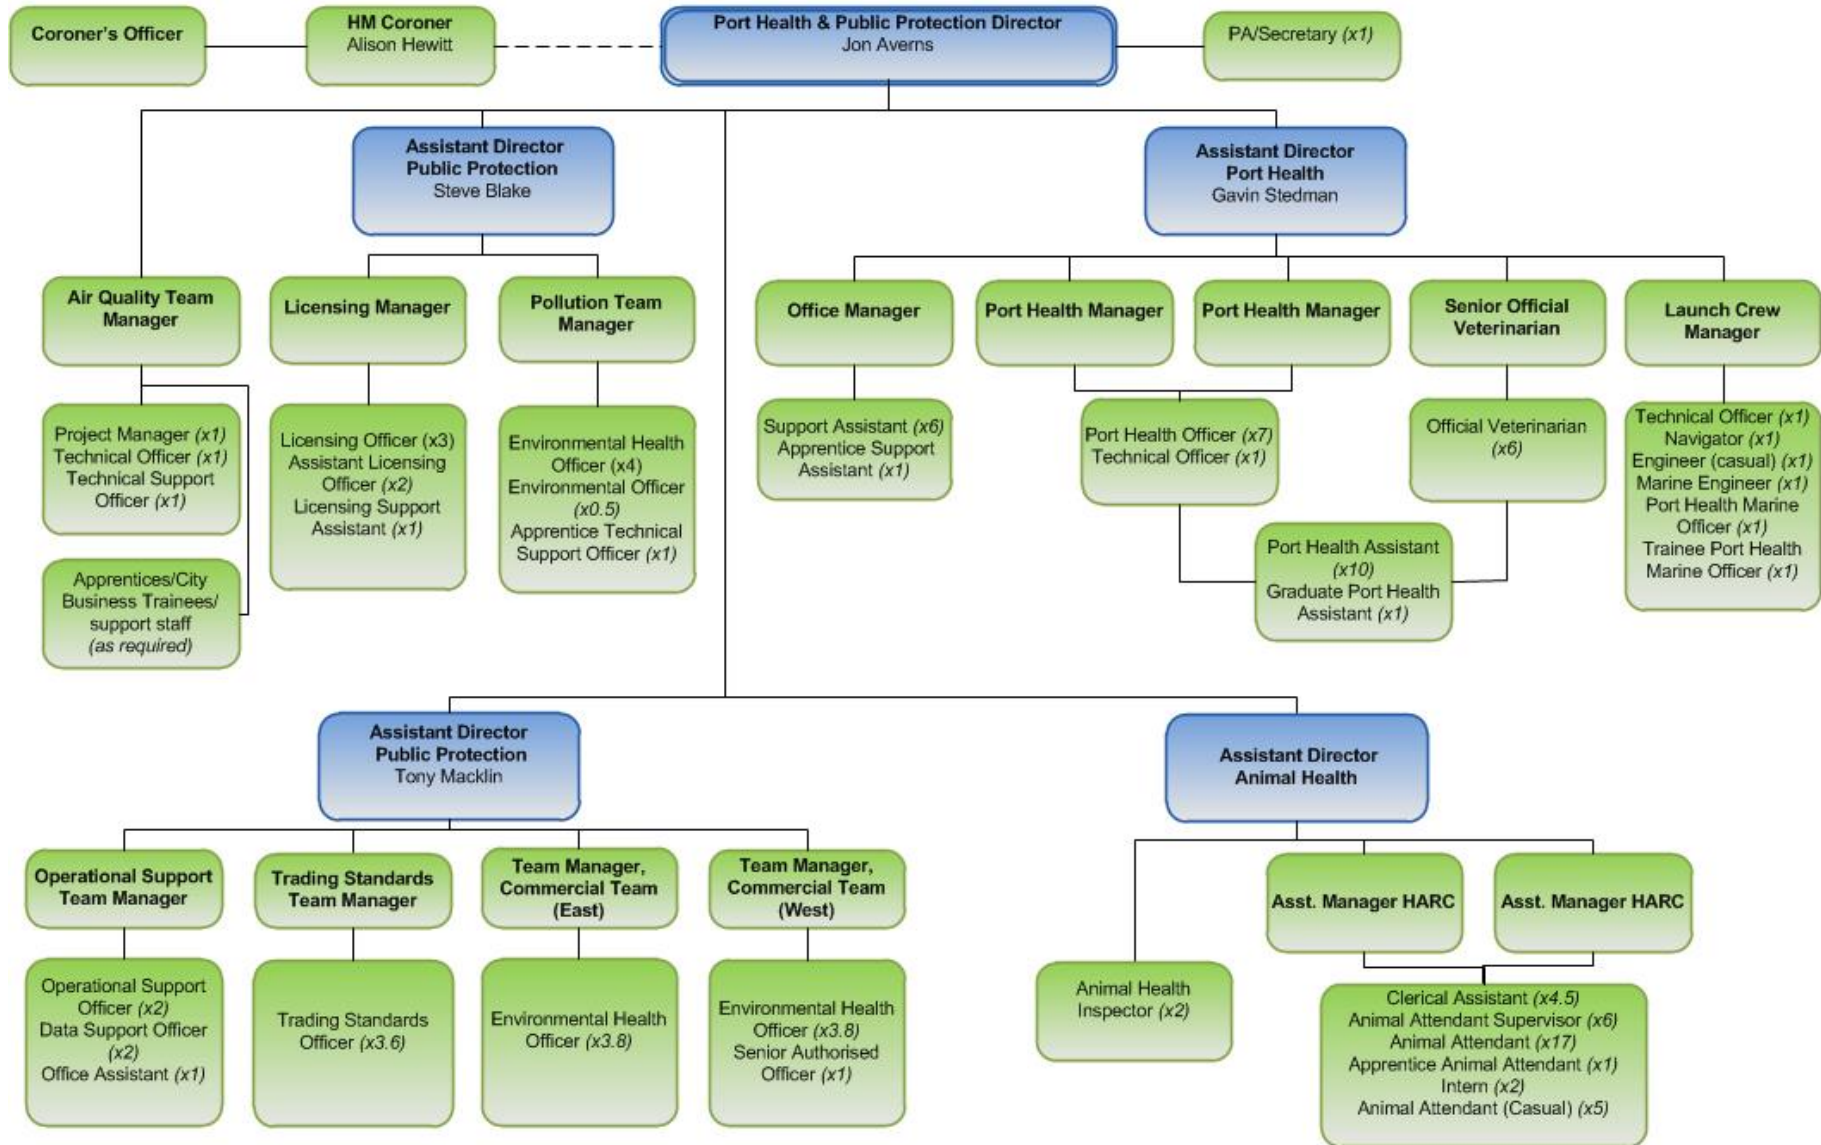 Coroner's Officer
HM Coroner
Alison Hewitt
Port Health & Public Protection Director
Jon Averns
PA/Secretary (x1)
Assistant Director
Public Protection
Steve Blake
Assistant Director
Port Health
Gavin Stedman
Air Quality Team
Manager
Licensing Manager
Pollution Team
Manager
Office Manager
Port Health Manager
Port Health Manager
Senior Official
Veterinarian
Launch Crew
Manager
Project Manager (x1)
Technical Officer (x1)
Technical Support
Officer (x1)
Apprentices/City
Business Trainees/
support staff
(as required)
Licensing Officer (x3)
Assistant Licensing
Officer (x2)
Licensing Support
Assistant (x1)
Environmental Health
Officer (x4)
Environmental Officer
(x0.5)
Apprentice Technical
Support Officer (x1)
Support Assistant (x6)
Apprentice Support
Assistant (x1)
Port Health Officer (x7)
Technical Officer (x1)
Official Veterinarian
(x6)
Port Health Assistant
(x10)
Graduate Port Health
Assistant (x1)
Technical Officer (x1)
Navigator (x1)
Engineer (casual) (x1)
Marine Engineer (x1)
Port Health Marine
Officer (x1)
Trainee Port Health
Marine Officer (x1)
Assistant Director
Public Protection
Tony Macklin
Assistant Director
Animal Health
Operational Support
Team Manager
Trading Standards
Team Manager
Team Manager,
Commercial Team
(East)
Team Manager,
Commercial Team
(West)
Asst. Manager HARC
Asst. Manager HARC
Operational Support
Officer (x2)
Data Support Officer
(x2)
Office Assistant (x1)
Trading Standards
Officer (x3.6)
Environmental Health
Officer (x3.8)
Environmental Health
Officer (x3.8)
Senior Authorised
Officer (x1)
Animal Health
Inspector (x2)
Clerical Assistant (x4.5)
Animal Attendant Supervisor (x6)
Animal Attendant (x17)
Apprentice Animal Attendant (x1)
Intern (x2)
Animal Attendant (Casual) (x5)